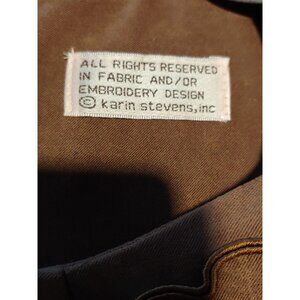 ALL RIGHTS RESERVED
IN FABRIC AND/OR
EMBROIDERY DESIGN
© karin stevens,inc